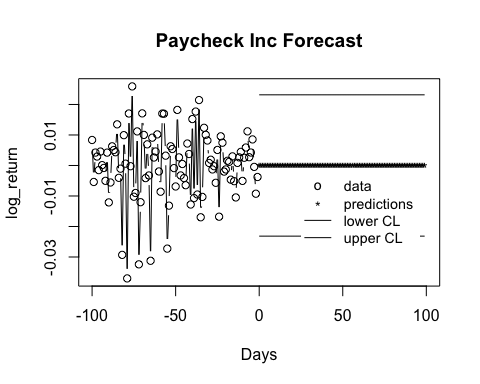 Paycheck Inc Forecast
log_return
0.01
-0.01
-0.03
data
predictions
lower CL
upper CL
-100
-50
0
50
100
Days